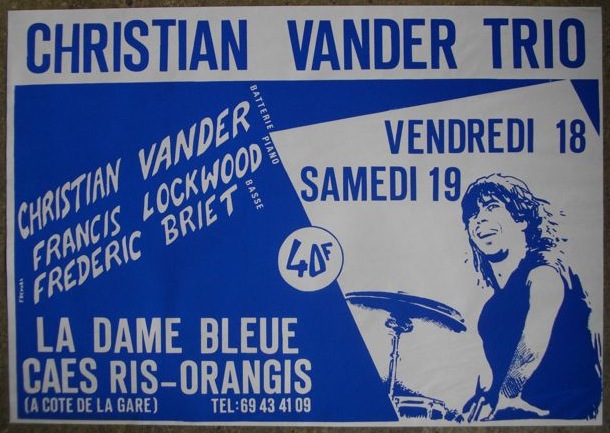 CHRISTIAN VANDER TRIO
VENDREDI 18
SAMEDI 19
CHRISTIAN VANDER BATTERIE
FRANCIS LOCKWOOD PIANO
FREDERIC BRIET BASSE
40F
LA DAME BLEUE
CAES RIS-ORANGIS
(A COTE DE LA GARE) TEL: 69 43 41 09